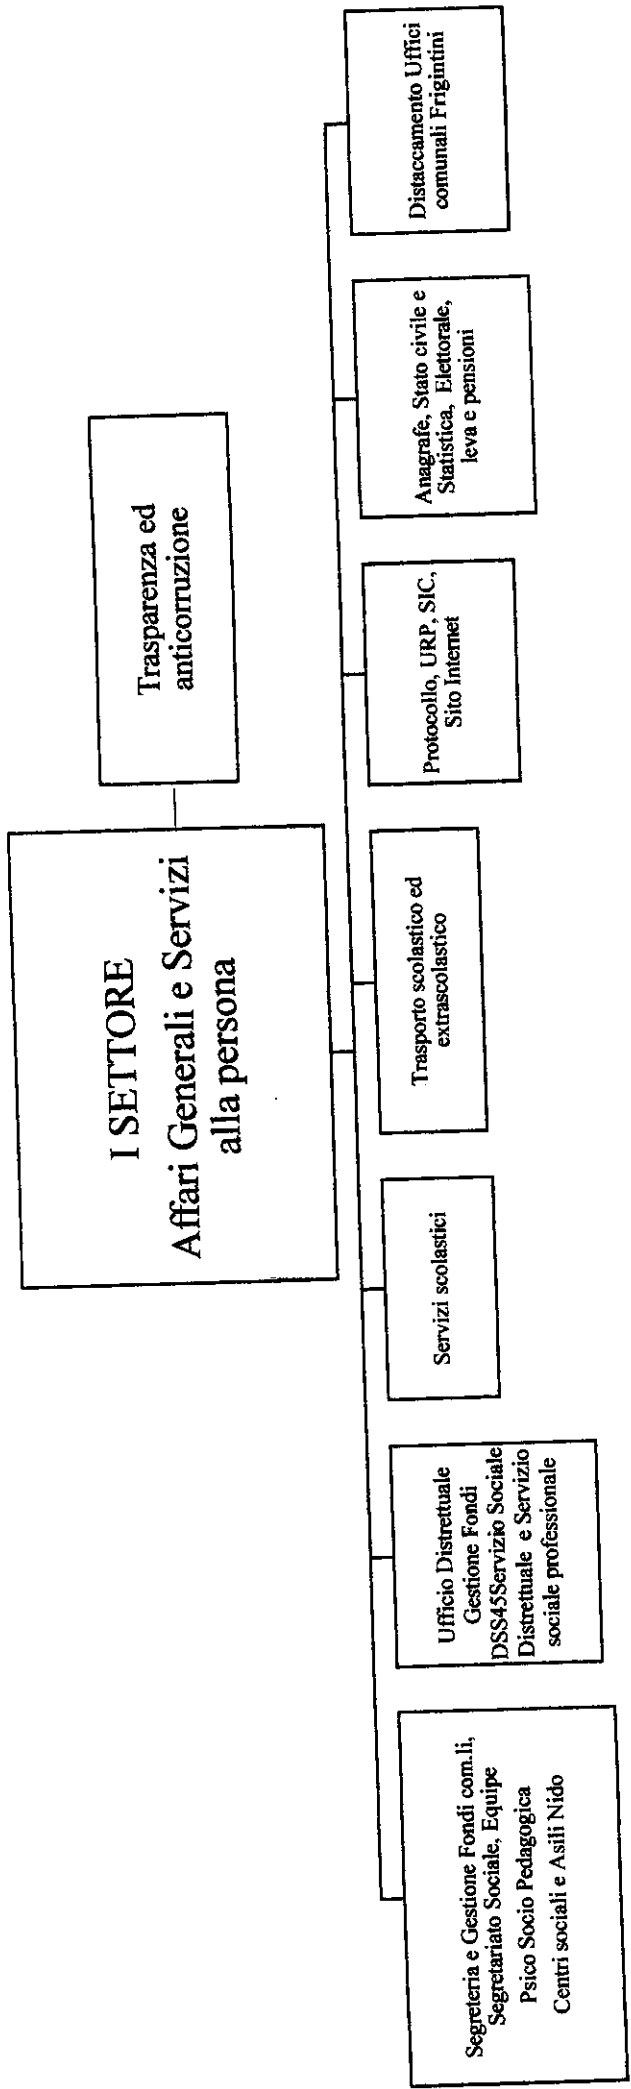 I SETTORE
Affari Generali e Servizi
alla persona
Trasparenza ed
anticorruzione
Segreteria e Gestione Fondi com.li,
Segretariato Sociale, Equipe
Psico Socio Pedagogica
Centri sociali e Asili Nido
Ufficio Distrettuale
Gestione Fondi
DSS45Servizio Sociale
Distrettuale e Servizio
sociale professionale
Servizi scolastici
Trasporto scolastico ed
extrascolastico
Protocollo, URP, SIC,
Sito Internet
Anagrafe, Stato civile e
Statistica, Elettorale,
leva e pensioni
Distaccamento Uffici
comunali Frigintini